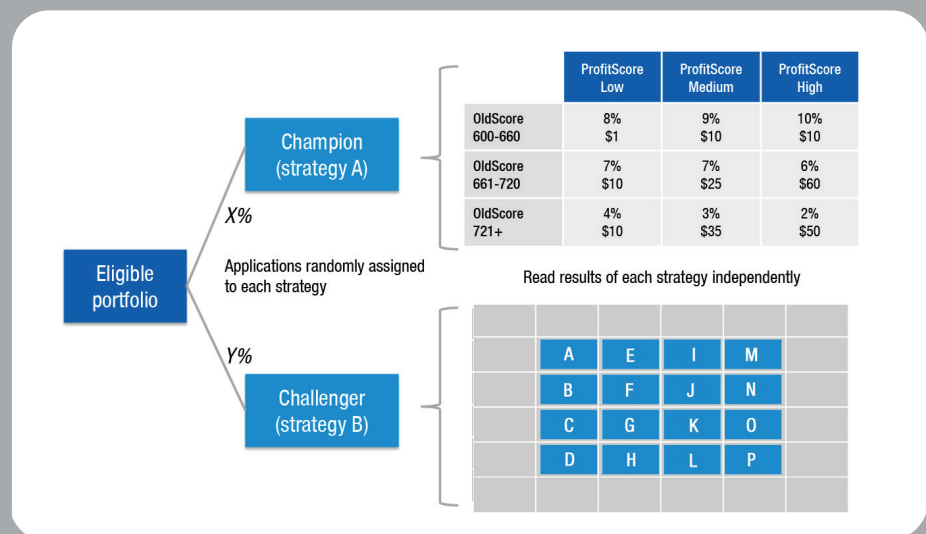 ProfitScore Low
ProfitScore Medium
ProfitScore High
OldScore 600-660
8% $1
9% $10
10% $10
OldScore 661-720
7% $10
7% $25
6% $60
OldScore 721+
4% $10
3% $35
2% $50
Champion
(strategy A)
X%
Eligible
portfolio
Applications randomly assigned
to each strategy
Read results of each strategy independently
Y%
Challenger
(strategy B)
A E I M
B F J N
C G K O
D H L P